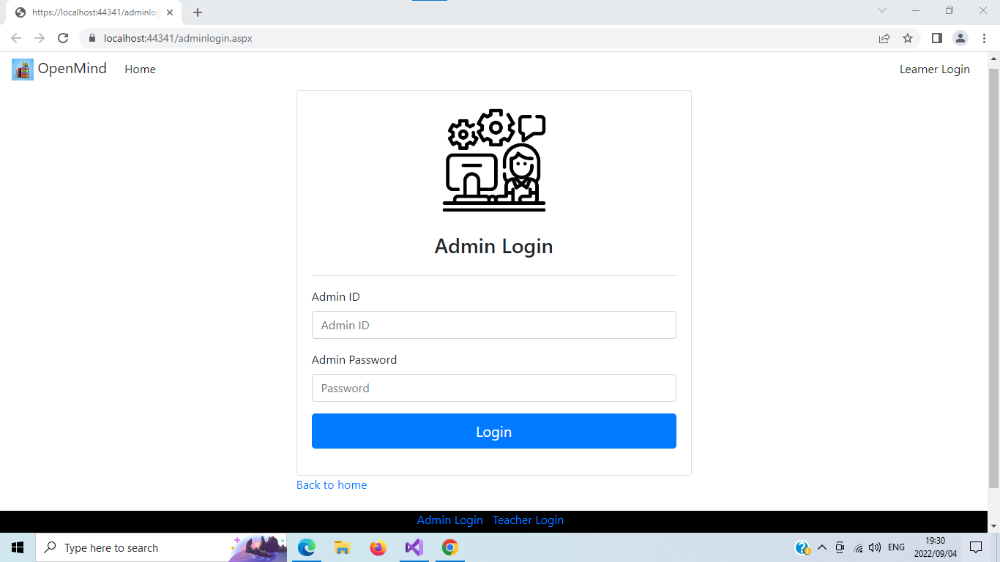 https://localhost:44341/adminlog
localhost:44341/adminlogin.aspx
OpenMind Home Learner Login
Admin Login
Admin ID
Admin ID
Admin Password
Password
Login
Back to home
Admin Login Teacher Login
Type here to search
ENG
19:30
2022/09/04